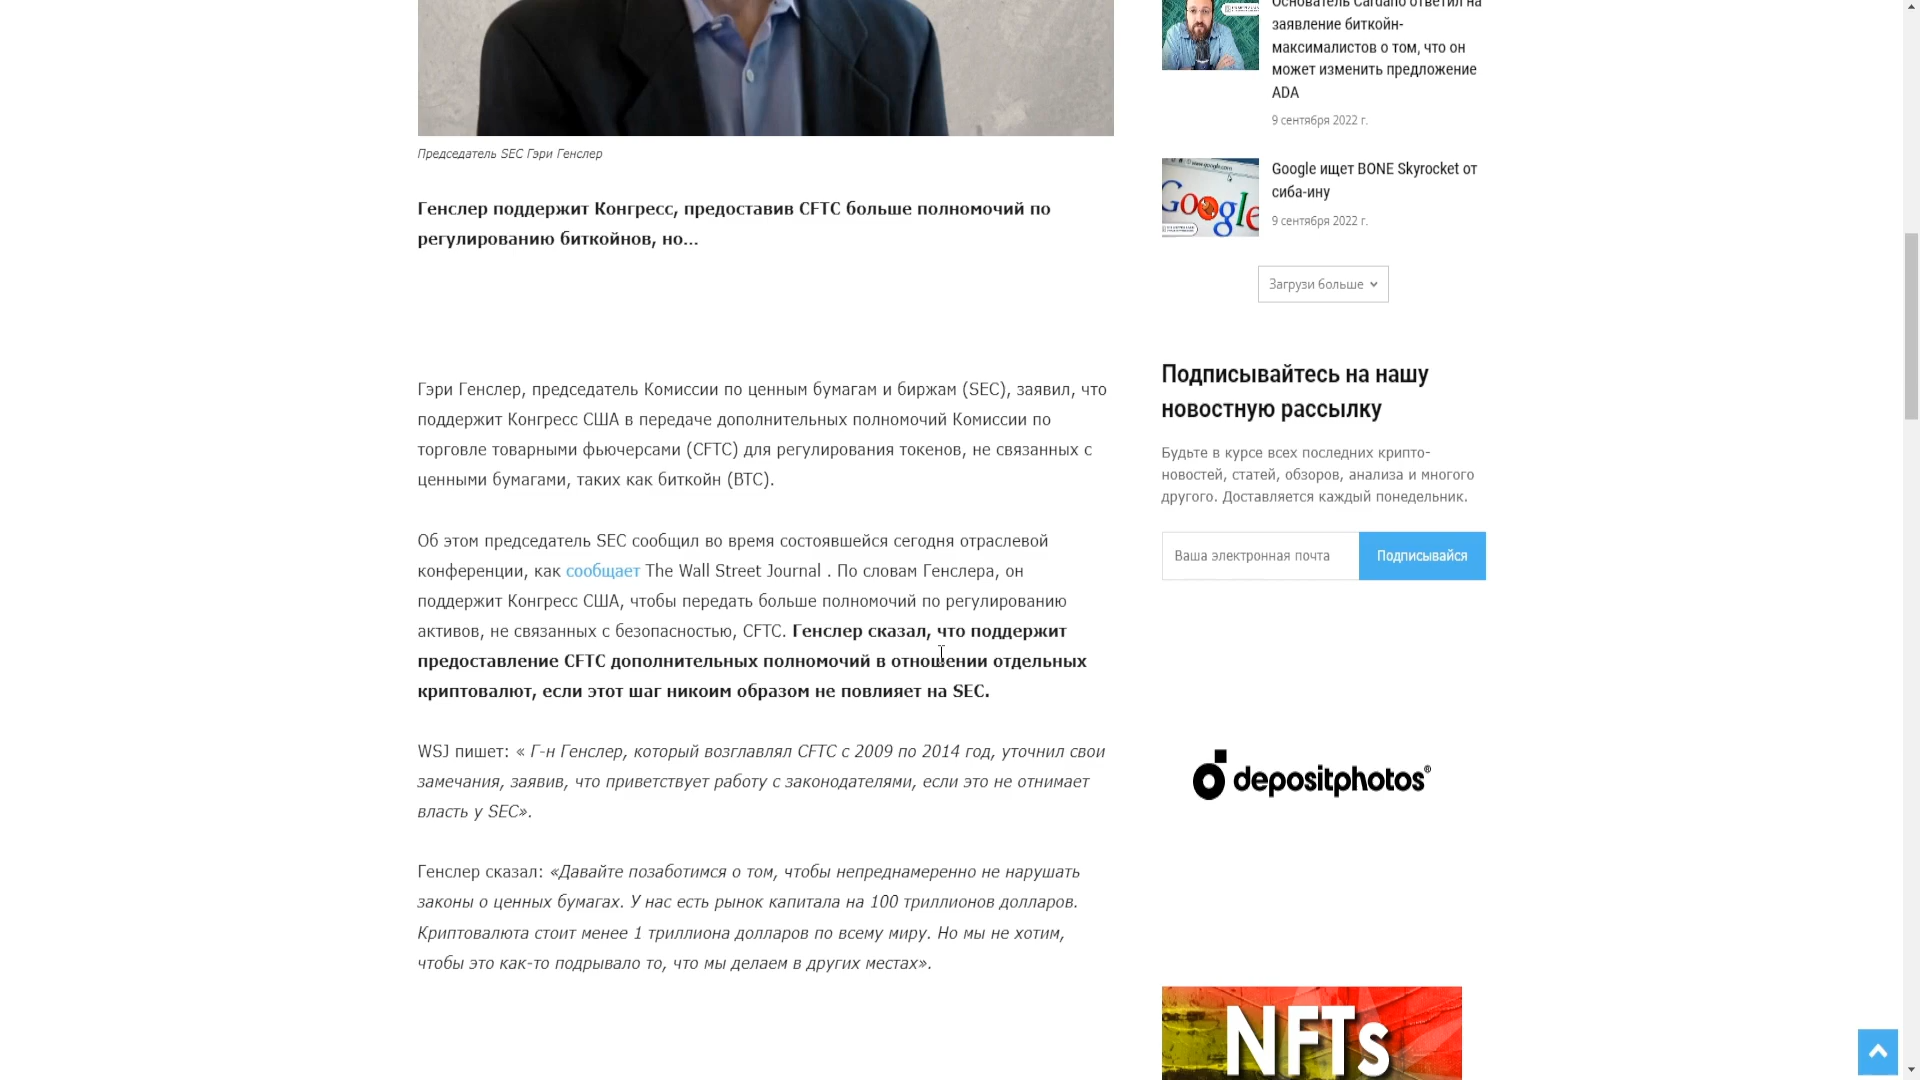 Председатель SEC Гэри Генслер
Генслер поддержит Конгресс, предоставив CFTC больше полномочий по
регулированию биткойнов, но...
Гэри Генслер, председатель Комиссии по ценным бумагам и биржам (SEC), заявил, что
поддержит Конгресс США в передаче дополнительных полномочий Комиссии по
торговле товарными фьючерсами (CFTC) для регулирования токенов, не связанных с
ценными бумагами, таких как биткойн (BTC).
Об этом председатель SEC сообщил во время состоявшейся сегодня отраслевой
конференции, как сообщает The Wall Street Journal . По словам Генслера, он
поддержит Конгресс США, чтобы передать больше полномочий по регулированию
активов, не связанных с безопасностью, CFTC. Генслер сказал, что поддержит
предоставление CFTC дополнительных полномочий в отношении отдельных
криптовалют, если этот шаг никоим образом не повлияет на SEC.
WSJ пишет: « Г-н Генслер, который возглавлял CFTC с 2009 по 2014 год, уточнил свои
замечания, заявив, что приветствует работу с законодателями, если это не отнимает
власть у SEC».
Генслер сказал: «Давайте позаботимся о том, чтобы непреднамеренно не нарушать
законы о ценных бумагах. У нас есть рынок капитала на 100 триллионов долларов.
Криптовалюта стоит менее 1 триллиона долларов по всему миру. Но мы не хотим,
чтобы это как-то подрывало то, что мы делаем в других местах».
Основатель Cardano ответил на
заявление биткойн-
максималистов о том, что он
может изменить предложение
ADA
9 сентября 2022 г.
Google
Google ищет BONE Skyrocket от
сиба-ину
9 сентября 2022 г.
Загрузи больше
Подписывайтесь на нашу
новостную рассылку
Будьте в курсе всех последних крипто-
новостей, статей, обзоров, анализа и многого
другого. Доставляется каждый понедельник.
Ваша электронная почта
Подписывайся
depositphotos®
NFTs